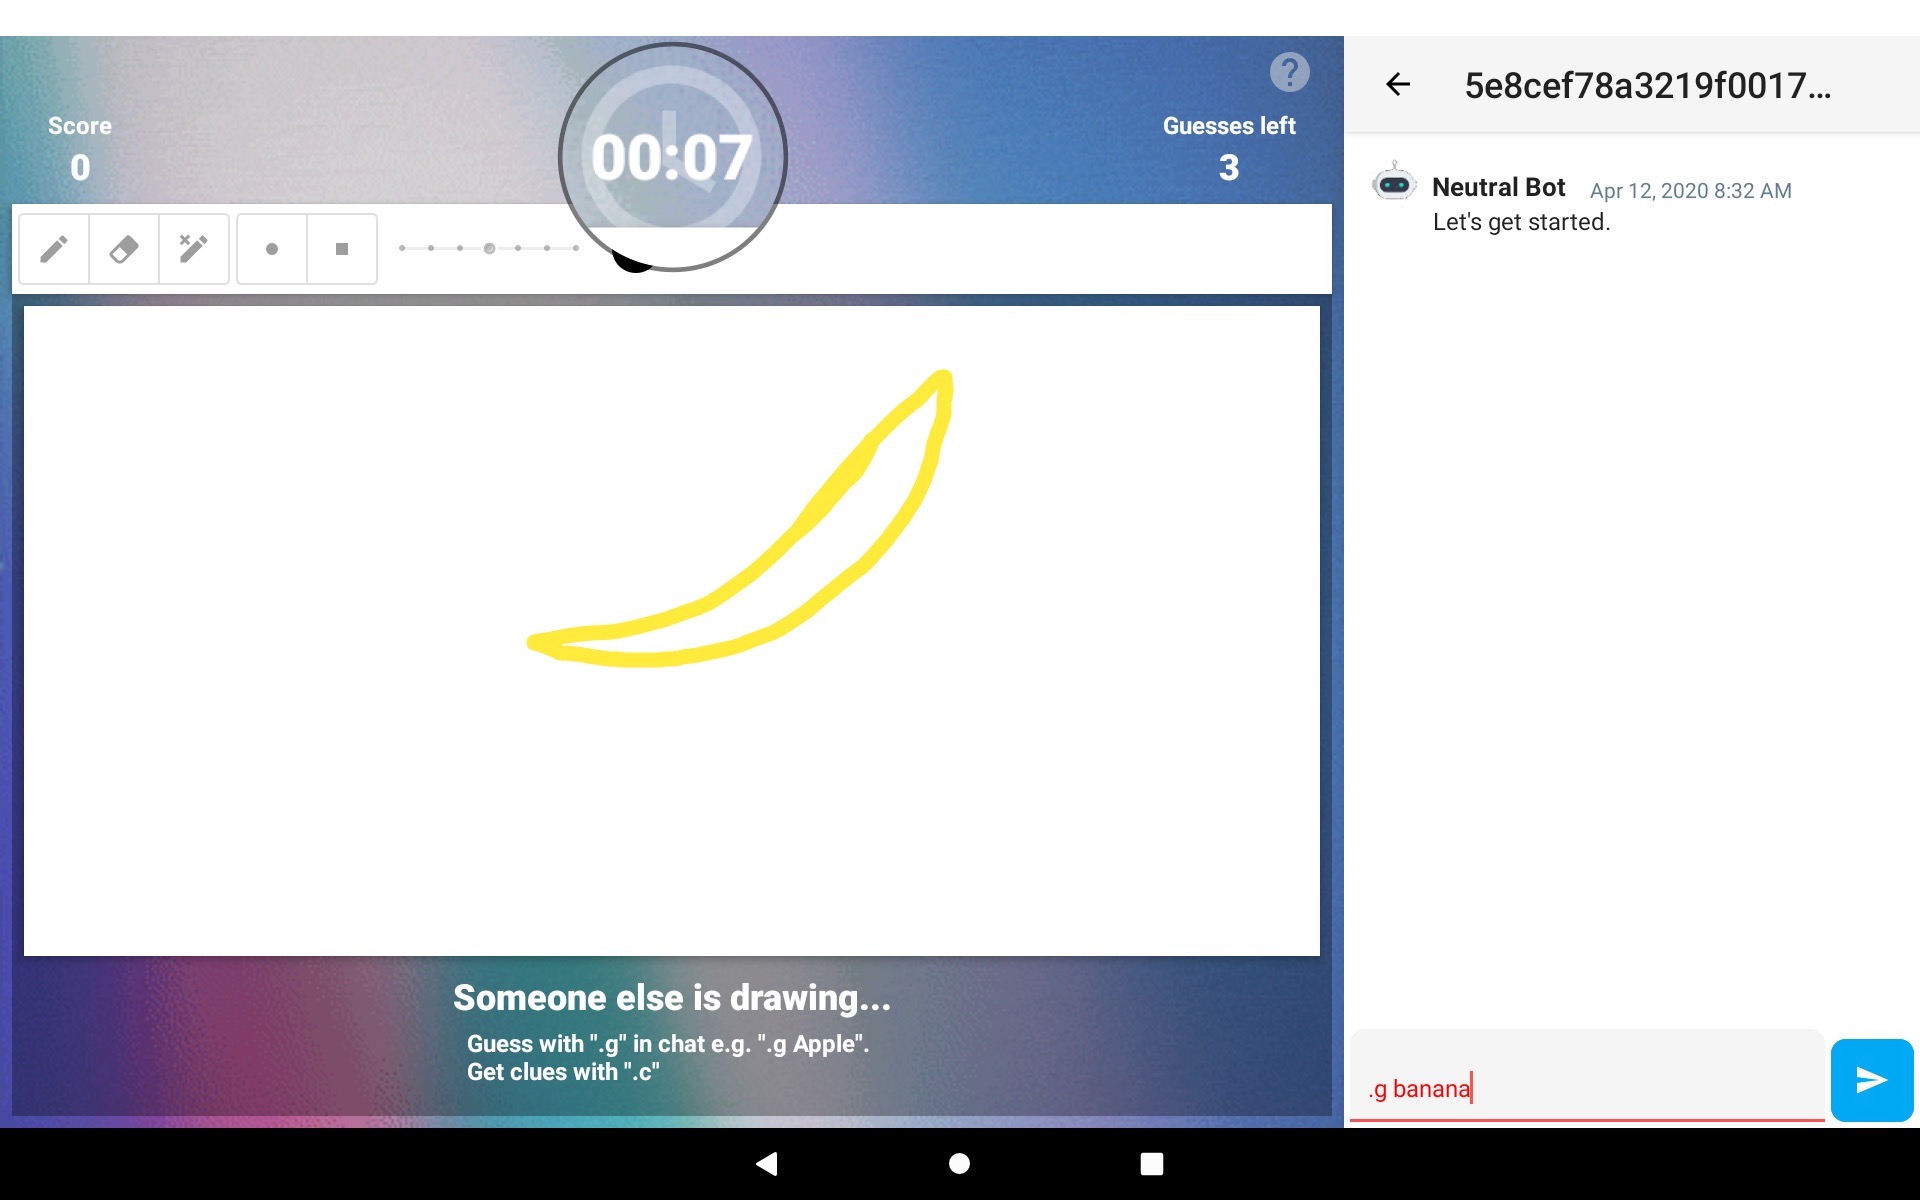 Score
0
00:07
?
Guesses left
3
Someone else is drawing...
Guess with ".g" in chat e.g. ".g Apple".
Get clues with ".c"
5e8cef78a3219f0017...
Neutral Bot Apr 12, 2020 8:32 AM
Let's get started.
.g banana